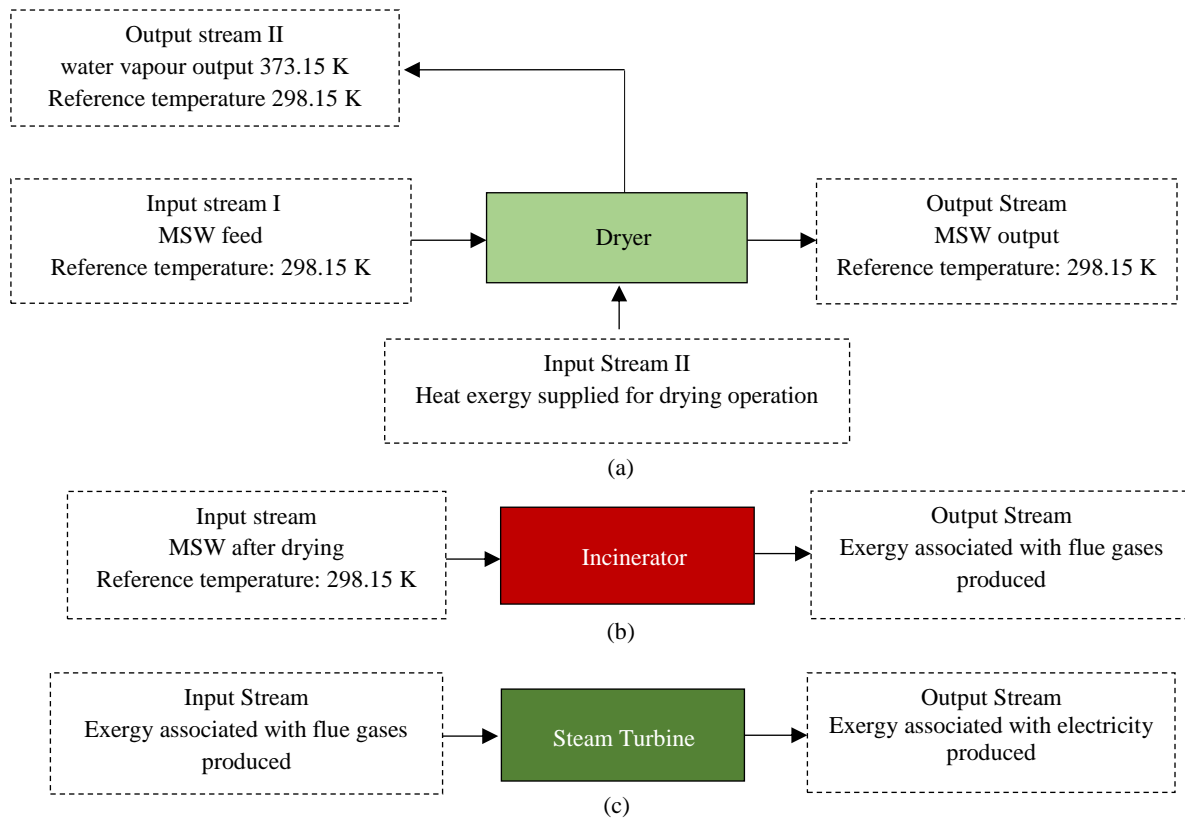 Output stream II
water vapour output 373.15 K
Reference temperature 298.15 K
Input stream I
MSW feed
Reference temperature: 298.15 K
Dryer
Output Stream
MSW output
Reference temperature: 298.15 K
Input Stream II
Heat exergy supplied for drying operation
(a)
Input stream
MSW after drying
Reference temperature: 298.15 K
Incinerator
Output Stream
Exergy associated with flue gases
produced
(b)
Input Stream
Exergy associated with flue gases
produced
Steam Turbine
Output Stream
Exergy associated with electricity
produced
(c)